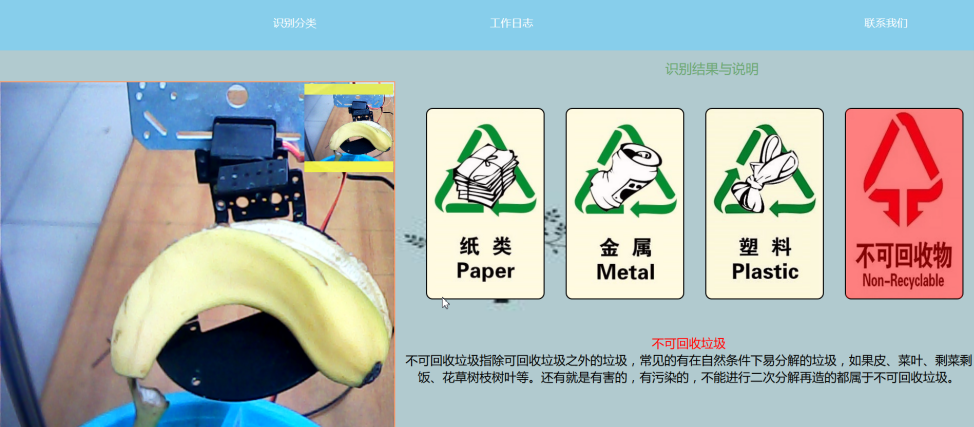 识别分类
工作日志
联系我们
识别结果与说明
纸 类
Paper
金 属
Metal
塑 料
Plastic
不可回收物
Non-Recyclable
不可回收垃圾
不可回收垃圾指除可回收垃圾之外的垃圾，常见的有在自然条件下易分解的垃圾，如果皮、菜叶、剩菜剩
饭、花草树枝树叶等。还有就是有害的，有污染的，不能进行二次分解再造的都属于不可回收垃圾。